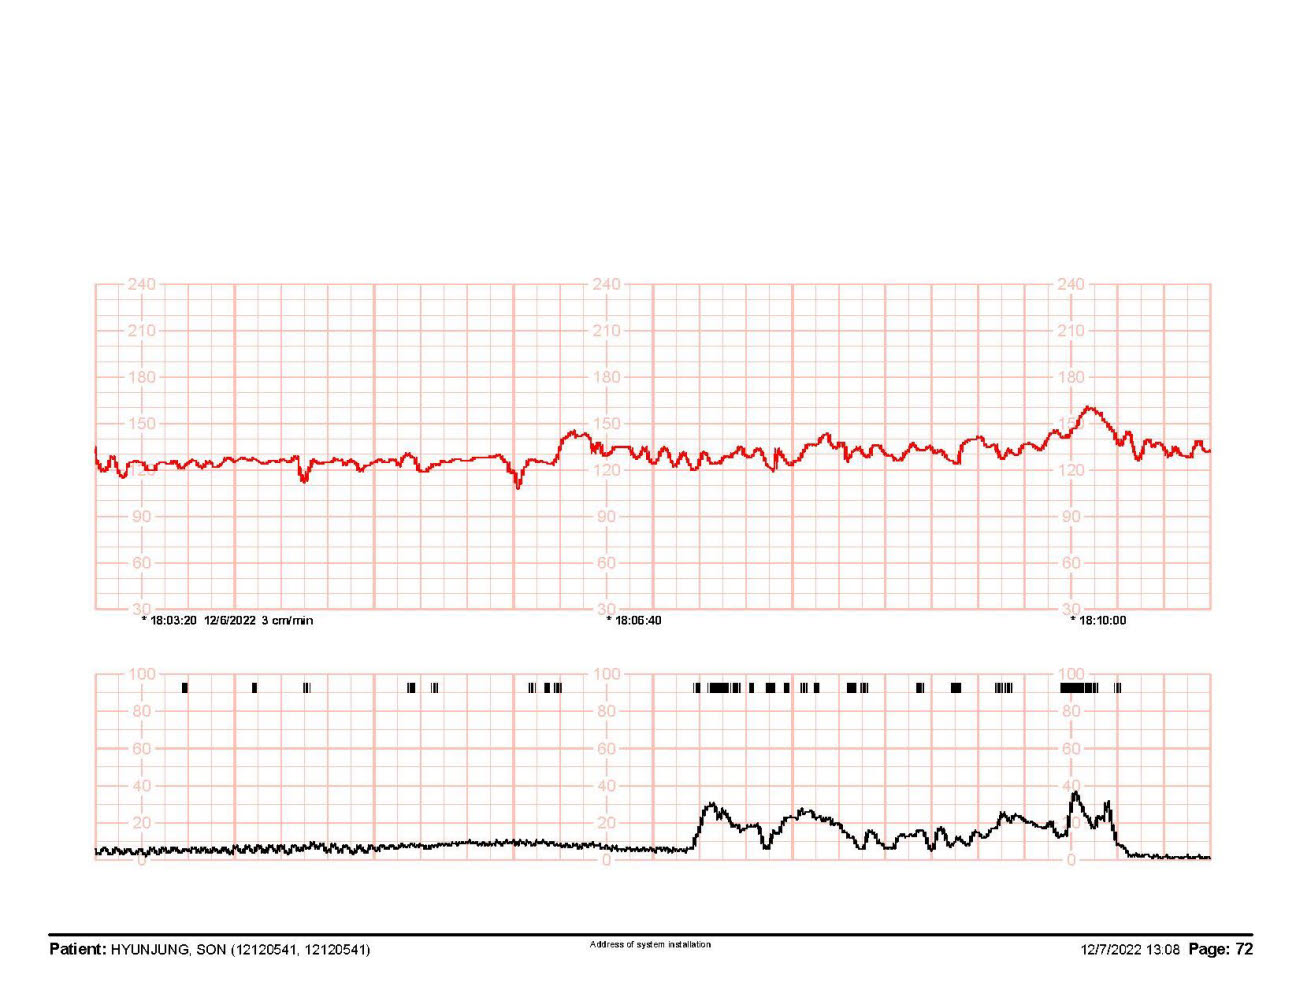 240 240 240
210 210 210
180 180 180
150 150 150
120 120 120
90 90 90
60 60 60
30 30 30
* 18:03:20 12/6/2022 3 cm/min * 18:06:40 * 18:10:00
100 100 100
80 80 80
60 60 60
40 40 40
20 20 20
0 0 0
Patient: HYUNJUNG, SON (12120541, 12120541) Address of system installation 12/7/2022 13:08 Page: 72